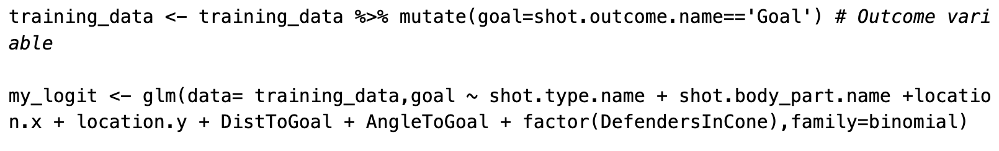 training_data <- training_data %>% mutate(goal=shot.outcome.name=='Goal') # Outcome vari
able
my_logit <- glm(data= training_data,goal ~ shot.type.name + shot.body_part.name +locatio
n.x + location.y + DistToGoal + AngleToGoal + factor(DefendersInCone),family=binomial)